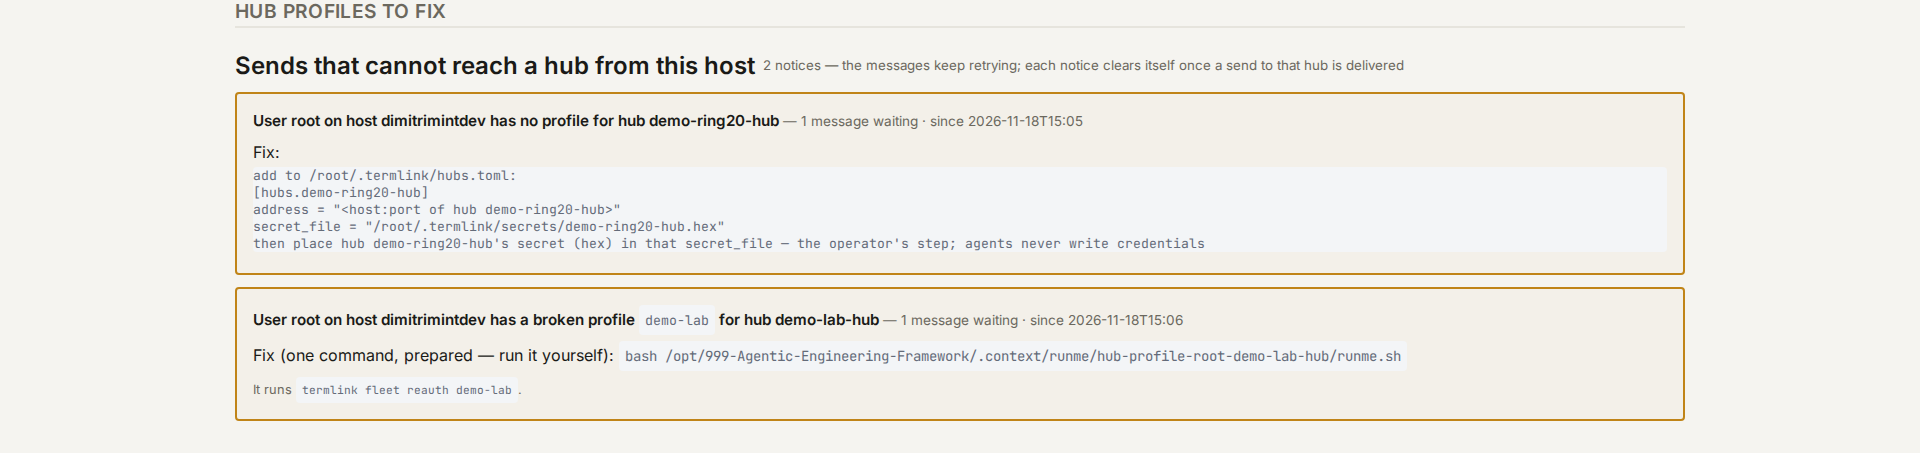 HUB PROFILES TO FIX
Sends that cannot reach a hub from this host 2 notices — the messages keep retrying; each notice clears itself once a send to that hub is delivered
User root on host dimitrimintdev has no profile for hub demo-ring20-hub — 1 message waiting · since 2026-11-18T15:05
Fix:
add to /root/.termlink/hubs.toml:
[hubs.demo-ring20-hub]
address = "<host:port of hub demo-ring20-hub>"
secret_file = "/root/.termlink/secrets/demo-ring20-hub.hex"
then place hub demo-ring20-hub's secret (hex) in that secret_file — the operator's step; agents never write credentials
User root on host dimitrimintdev has a broken profile demo-lab for hub demo-lab-hub — 1 message waiting · since 2026-11-18T15:06
Fix (one command, prepared — run it yourself): bash /opt/999-Agentic-Engineering-Framework/.context/runme/hub-profile-root-demo-lab-hub/runme.sh
It runs termlink fleet reauth demo-lab .